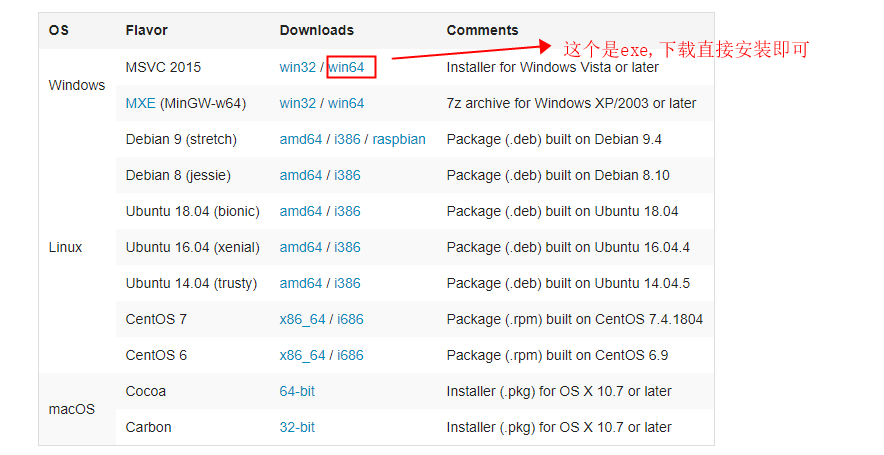 OS Flavor Downloads Comments
这个是exe,下载直接安装即可
MSVC 2015 win32 / win64 Installer for Windows Vista or later
Windows
MXE (MinGW-w64) win32 / win64 7z archive for Windows XP/2003 or later
Debian 9 (stretch) amd64 / i386 / raspbian Package (.deb) built on Debian 9.4
Debian 8 (jessie) amd64 / i386 Package (.deb) built on Debian 8.10
Ubuntu 18.04 (bionic) amd64 / i386 Package (.deb) built on Ubuntu 18.04
Linux Ubuntu 16.04 (xenial) amd64 / i386 Package (.deb) built on Ubuntu 16.04.4
Ubuntu 14.04 (trusty) amd64 / i386 Package (.deb) built on Ubuntu 14.04.5
CentOS 7 x86_64 / i686 Package (.rpm) built on CentOS 7.4.1804
CentOS 6 x86_64 / i686 Package (.rpm) built on CentOS 6.9
Cocoa 64-bit Installer (.pkg) for OS X 10.7 or later
macOS
Carbon 32-bit Installer (.pkg) for OS X 10.7 or later